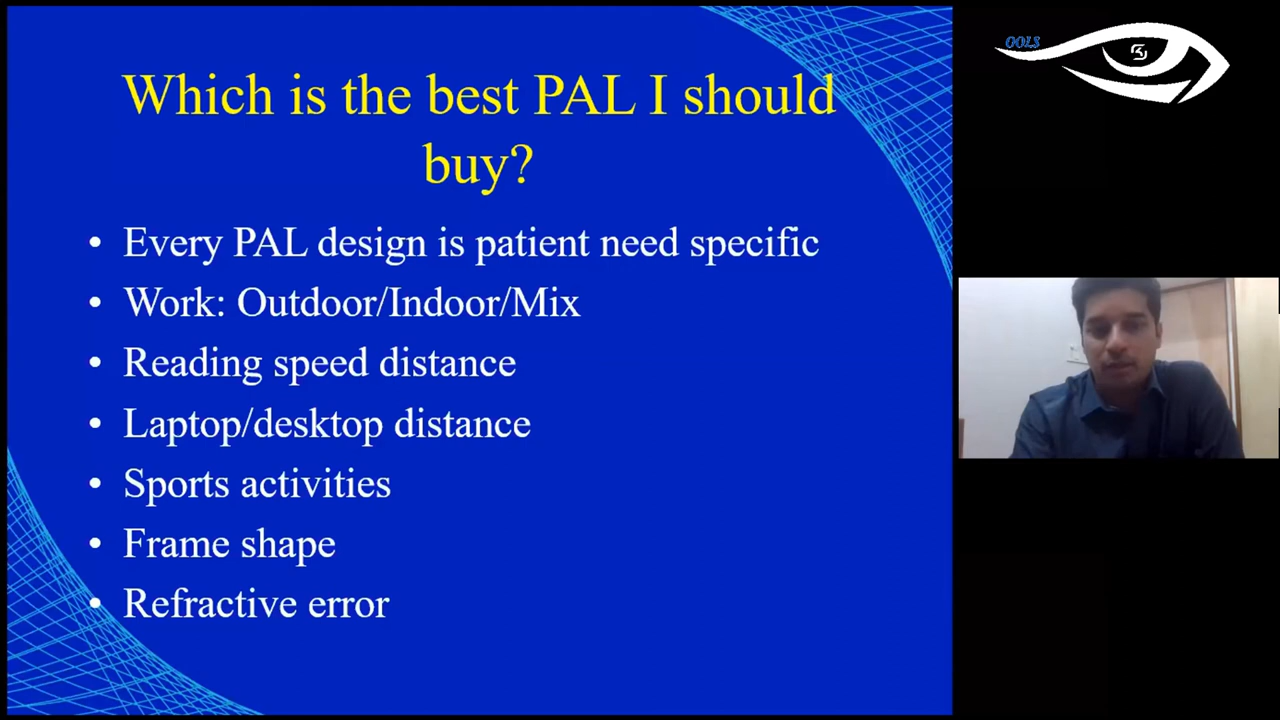 Which is the best PAL I should
buy?
• Every PAL design is patient need specific
• Work: Outdoor/Indoor/Mix
• Reading speed distance
• Laptop/desktop distance
• Sports activities
• Frame shape
• Refractive error
OOLS